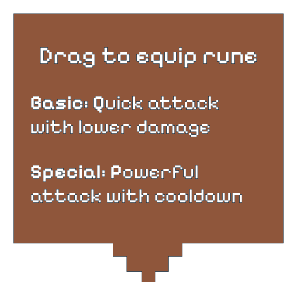 Drag to equip rune
Basic: Quick attack
with lower damage
Special: Powerful
attack with cooldown